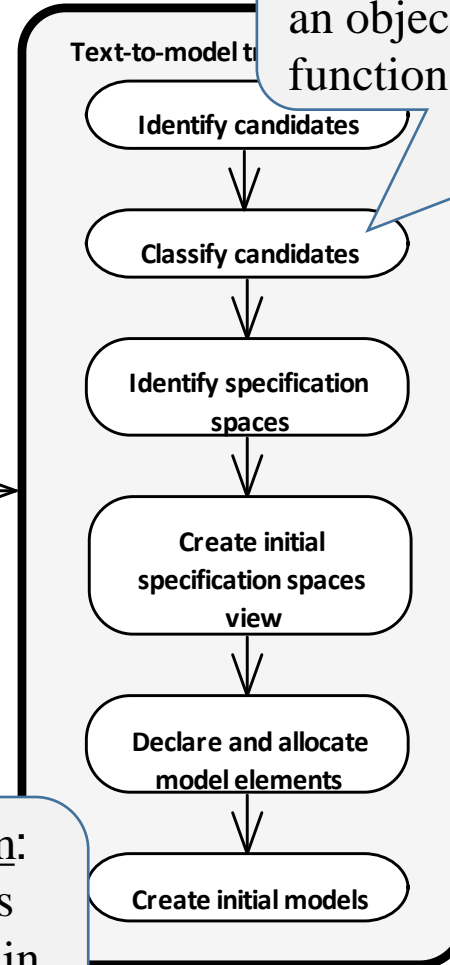 an objec
function
Text-to-model t
Identify candidates
Classify candidates
Identify specification
spaces
Create initial
specification spaces
view
Declare and allocate
model elements
n:
s
in
Create initial models